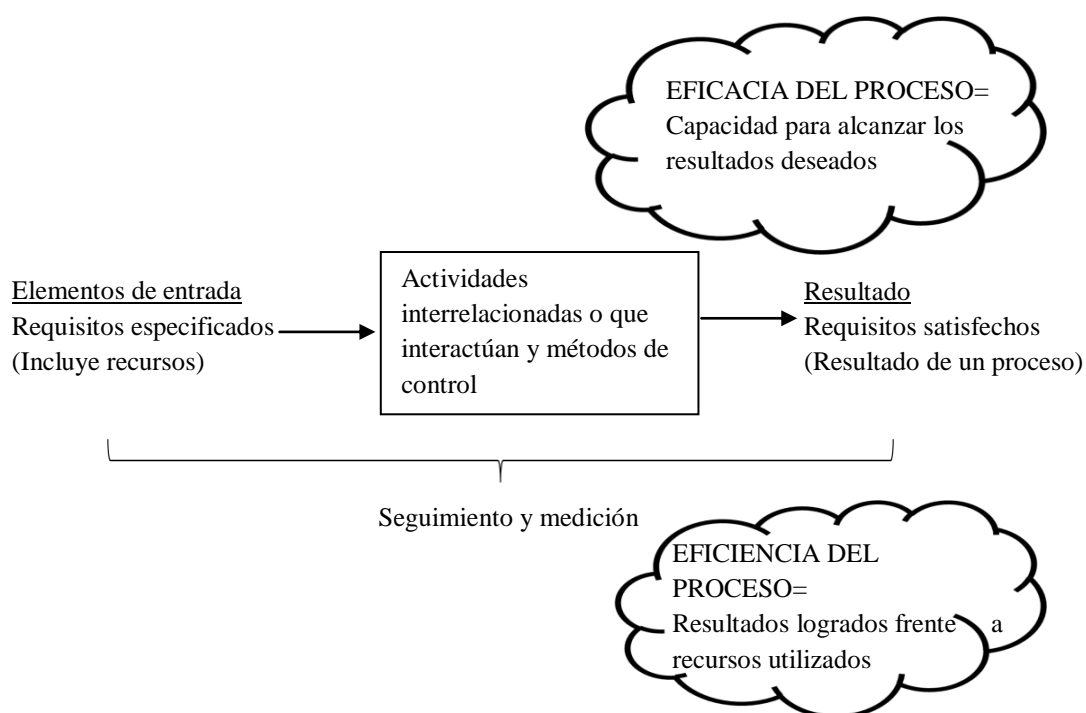 EFICACIA DEL PROCESO=
Capacidad para alcanzar los
resultados deseados
Elementos de entrada
Requisitos especificados
(Incluye recursos)
Actividades
interrelacionadas o que
interactúan y métodos de
control
Resultado
Requisitos satisfechos
(Resultado de un proceso)
Seguimiento y medición
EFICIENCIA DEL
PROCESO=
Resultados logrados frente a
recursos utilizados